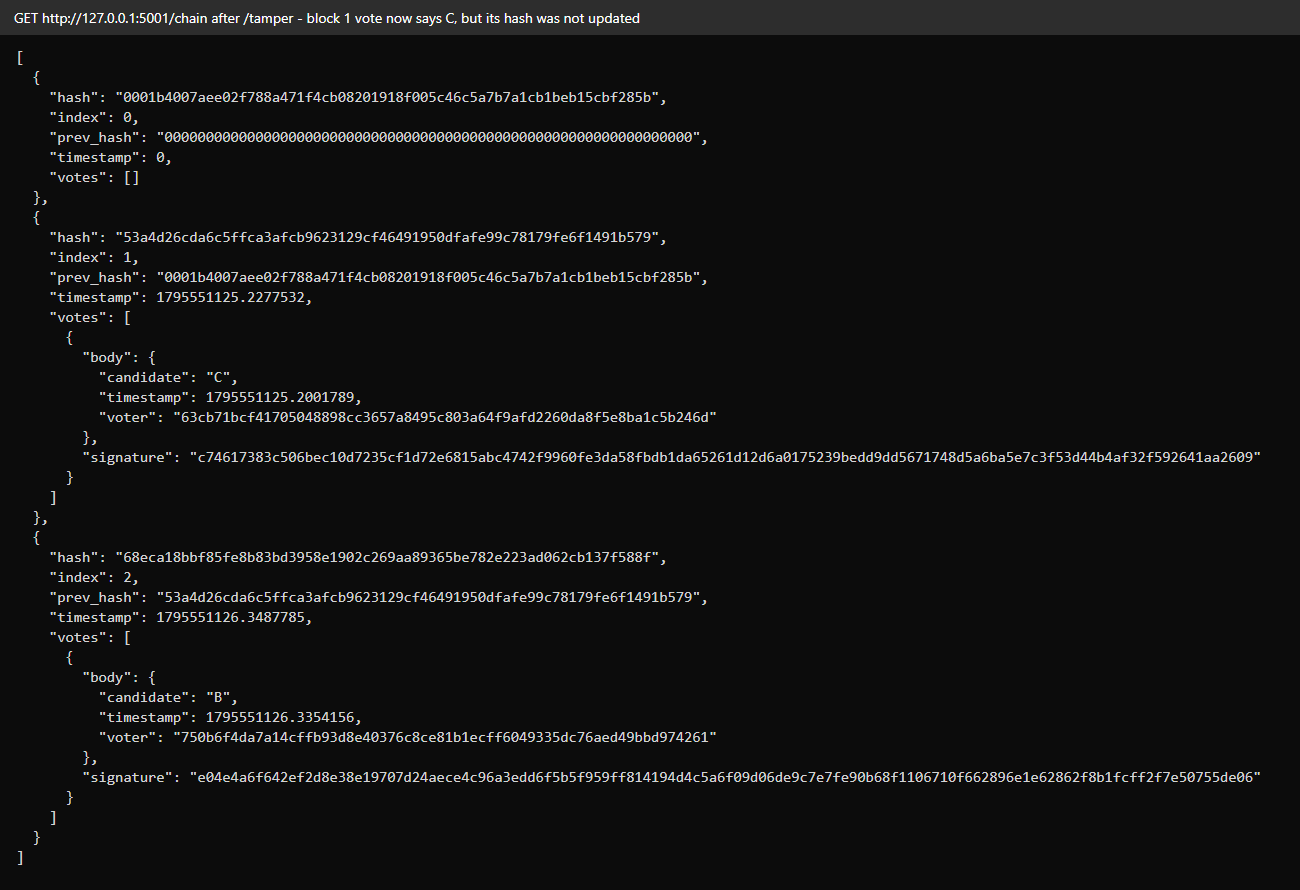 GET http://127.0.0.1:5001/chain after /tamper - block 1 vote now says C, but its hash was not updated
[
  {
    "hash": "0001b4007aee02f788a471f4cb08201918f005c46c5a7b7a1cb1beb15cbf285b",
    "index": 0,
    "prev_hash": "0000000000000000000000000000000000000000000000000000000000000000",
    "timestamp": 0,
    "votes": []
  },
  {
    "hash": "53a4d26cda6c5ffca3afcb9623129cf46491950dfafe99c78179fe6f1491b579",
    "index": 1,
    "prev_hash": "0001b4007aee02f788a471f4cb08201918f005c46c5a7b7a1cb1beb15cbf285b",
    "timestamp": 1795551125.2277532,
    "votes": [
      {
        "body": {
          "candidate": "C",
          "timestamp": 1795551125.2001789,
          "voter": "63cb71bcf41705048898cc3657a8495c803a64f9afd2260da8f5e8ba1c5b246d"
        },
        "signature": "c74617383c506bec10d7235cf1d72e6815abc4742f9960fe3da58fbdb1da65261d12d6a0175239bedd9dd5671748d5a6ba5e7c3f53d44b4af32f592641aa2609"
      }
    ]
  },
  {
    "hash": "68eca18bbf85fe8b83bd3958e1902c269aa89365be782e223ad062cb137f588f",
    "index": 2,
    "prev_hash": "53a4d26cda6c5ffca3afcb9623129cf46491950dfafe99c78179fe6f1491b579",
    "timestamp": 1795551126.3487785,
    "votes": [
      {
        "body": {
          "candidate": "B",
          "timestamp": 1795551126.3354156,
          "voter": "750b6f4da7a14cffb93d8e40376c8ce81b1ecff6049335dc76aed49bbd974261"
        },
        "signature": "e04e4a6f642ef2d8e38e19707d24aece4c96a3edd6f5b5f959ff814194d4c5a6f09d06de9c7e7fe90b68f1106710f662896e1e62862f8b1fcff2f7e50755de06"
      }
    ]
  }
]